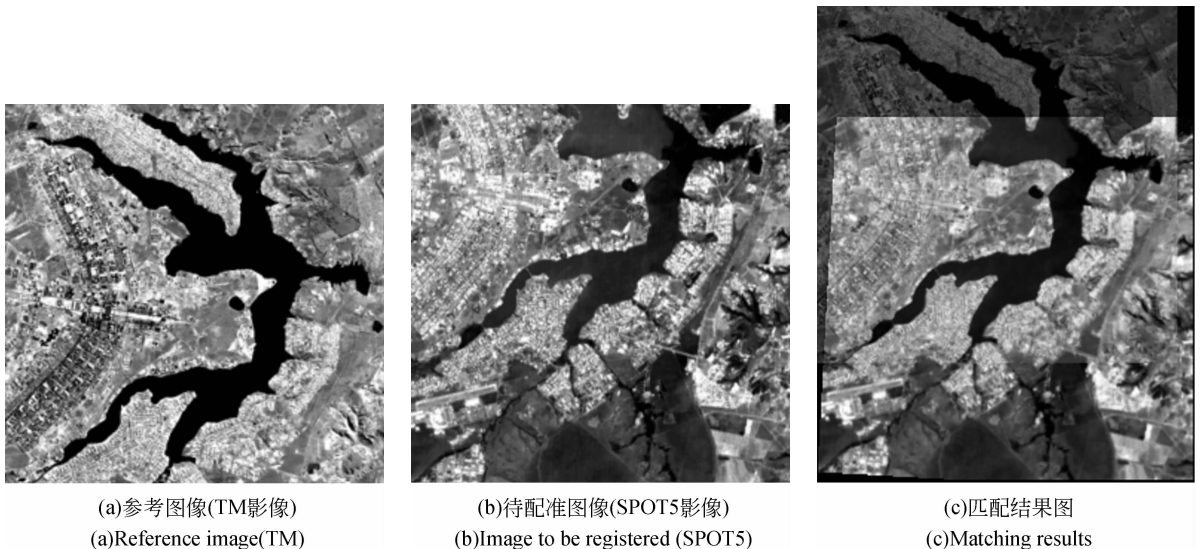 (a)参考图像(TM影像)
(a)Reference image(TM)
(b)待配准图像(SPOT5影像)
(b)Image to be registered (SPOT5)
(c)匹配结果图
(c)Matching results